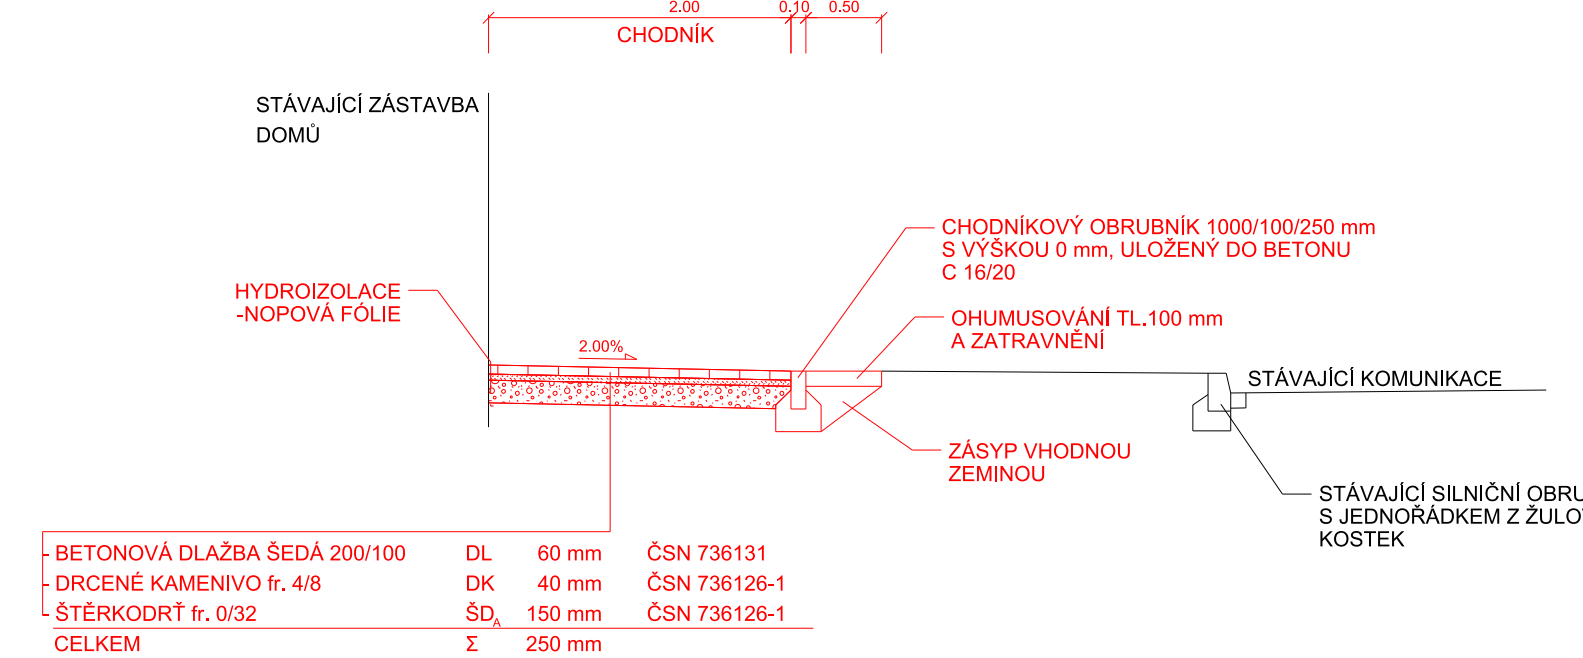 2.00 0.10 0.50
CHODNÍK
STÁVAJÍCÍ ZÁSTAVBA
DOMŮ
CHODNÍKOVÝ OBRUBNÍK 1000/100/250 mm
S VÝŠKOU 0 mm, ULOŽENÝ DO BETONU
C 16/20
HYDROIZOLACE
-NOPOVÁ FÓLIE
OHUMUSOVÁNÍ TL.100 mm
A ZATRAVNĚNÍ
2.00%
STÁVAJÍCÍ KOMUNIKACE
ZÁSYP VHODNOU
ZEMINOU
STÁVAJÍCÍ SILNIČNÍ OBRU
S JEDNOŘÁDKEM Z ŽULO
KOSTEK
- BETONOVÁ DLAŽBA ŠEDÁ 200/100 DL 60 mm ČSN 736131
- DRCENÉ KAMENIVO fr. 4/8 DK 40 mm ČSN 736126-1
- ŠTĚRKODRŤ fr. 0/32 ŠDA 150 mm ČSN 736126-1
CELKEM Σ 250 mm